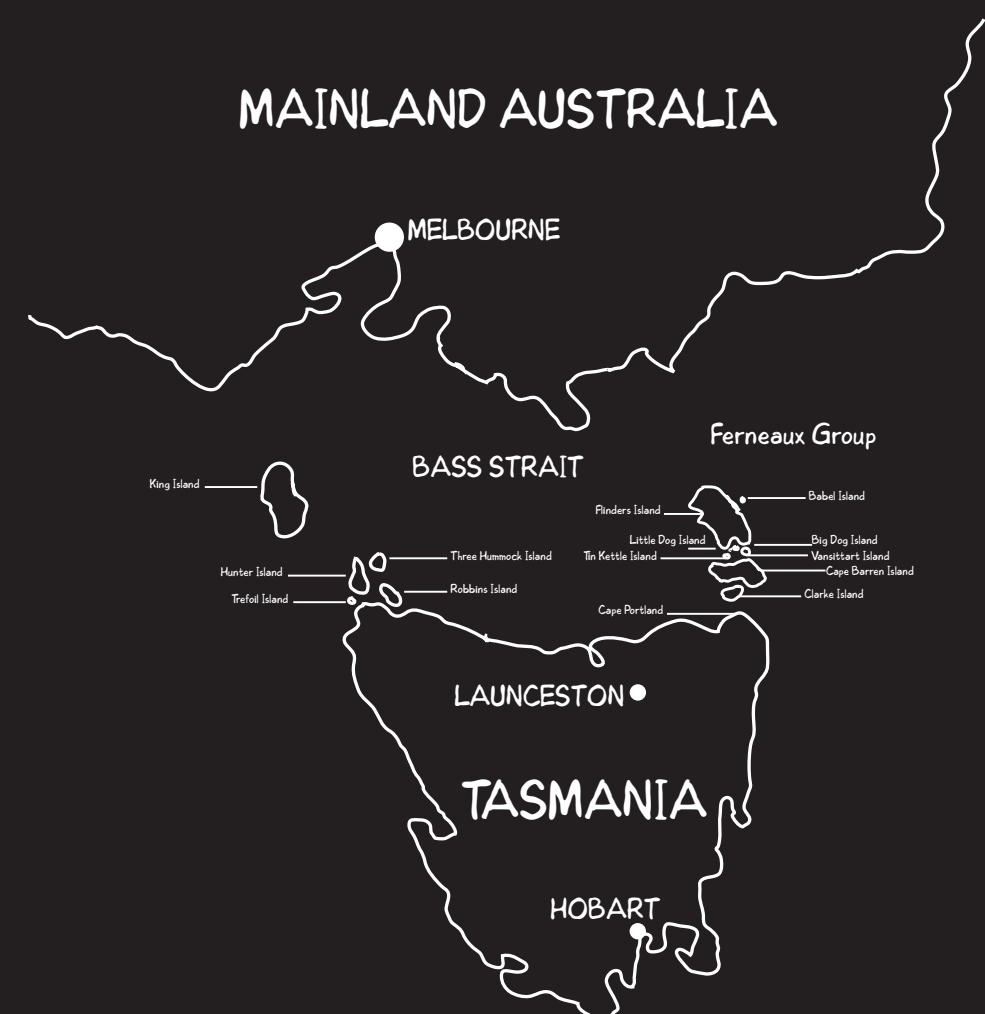 MAINLAND AUSTRALIA
MELBOURNE
Ferneaux Group
BASS STRAIT
King Island
Babel Island
Flinders Island
Little Dog Island
Big Dog Island
Three Hummock Island
Tin Kettle Island
Vansittart Island
Hunter Island
Cape Barren Island
Robbins Island
Trefoil Island
Clarke Island
Cape Portland
LAUNCESTON
TASMANIA
HOBART